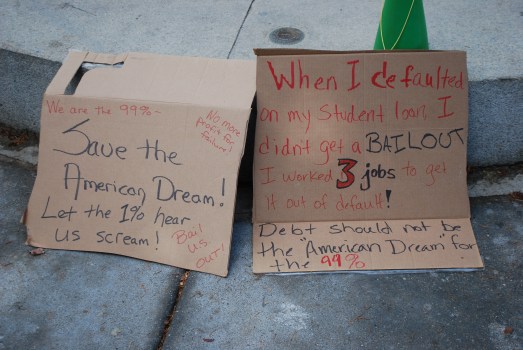 We are the 99% -
No more
profit for
failure!
Save the
American Dream!
Let the 1% hear
us scream!
Bail
us
out!
When I defaulted
on my Student loan, I
didn't get a BAILOUT
I worked 3 jobs to get
it out of default!
Debt should not be
the "American Dream" for
the 99%